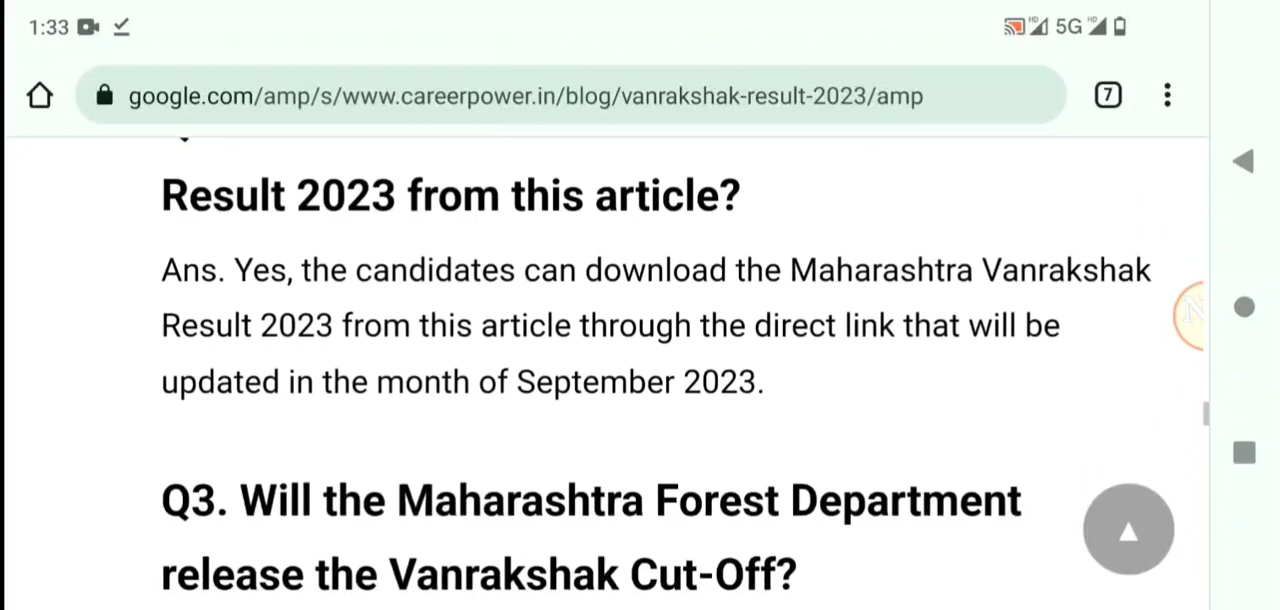 1:33
HD 5G HD
google.com/amp/s/www.careerpower.in/blog/vanrakshak-result-2023/amp
7
Result 2023 from this article?
Ans. Yes, the candidates can download the Maharashtra Vanrakshak
Result 2023 from this article through the direct link that will be
updated in the month of September 2023.
Q3. Will the Maharashtra Forest Department
release the Vanrakshak Cut-Off?